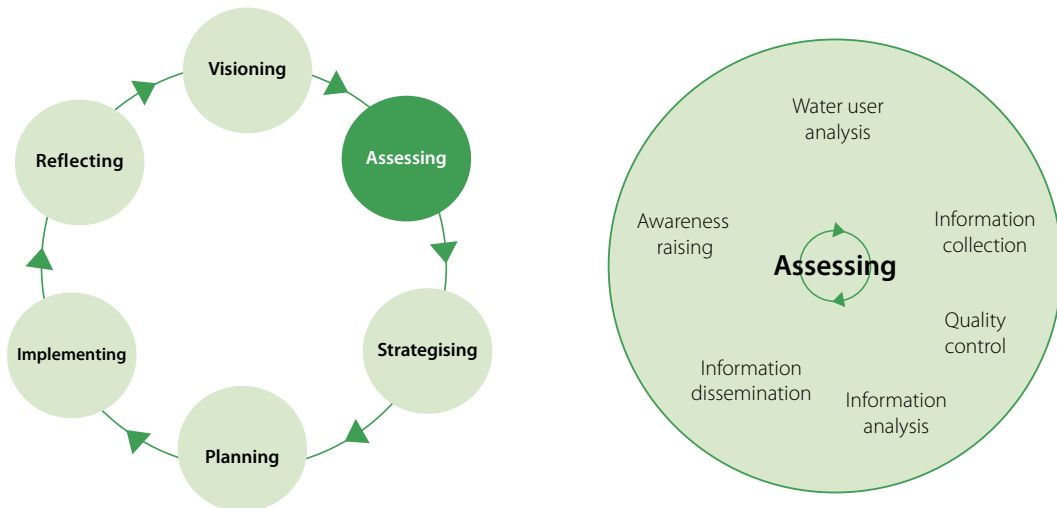 Visioning
Assessing
Strategising
Planning
Implementing
Reflecting
Water user
analysis
Information
collection
Quality
control
Information
analysis
Information
dissemination
Awareness
raising
Assessing